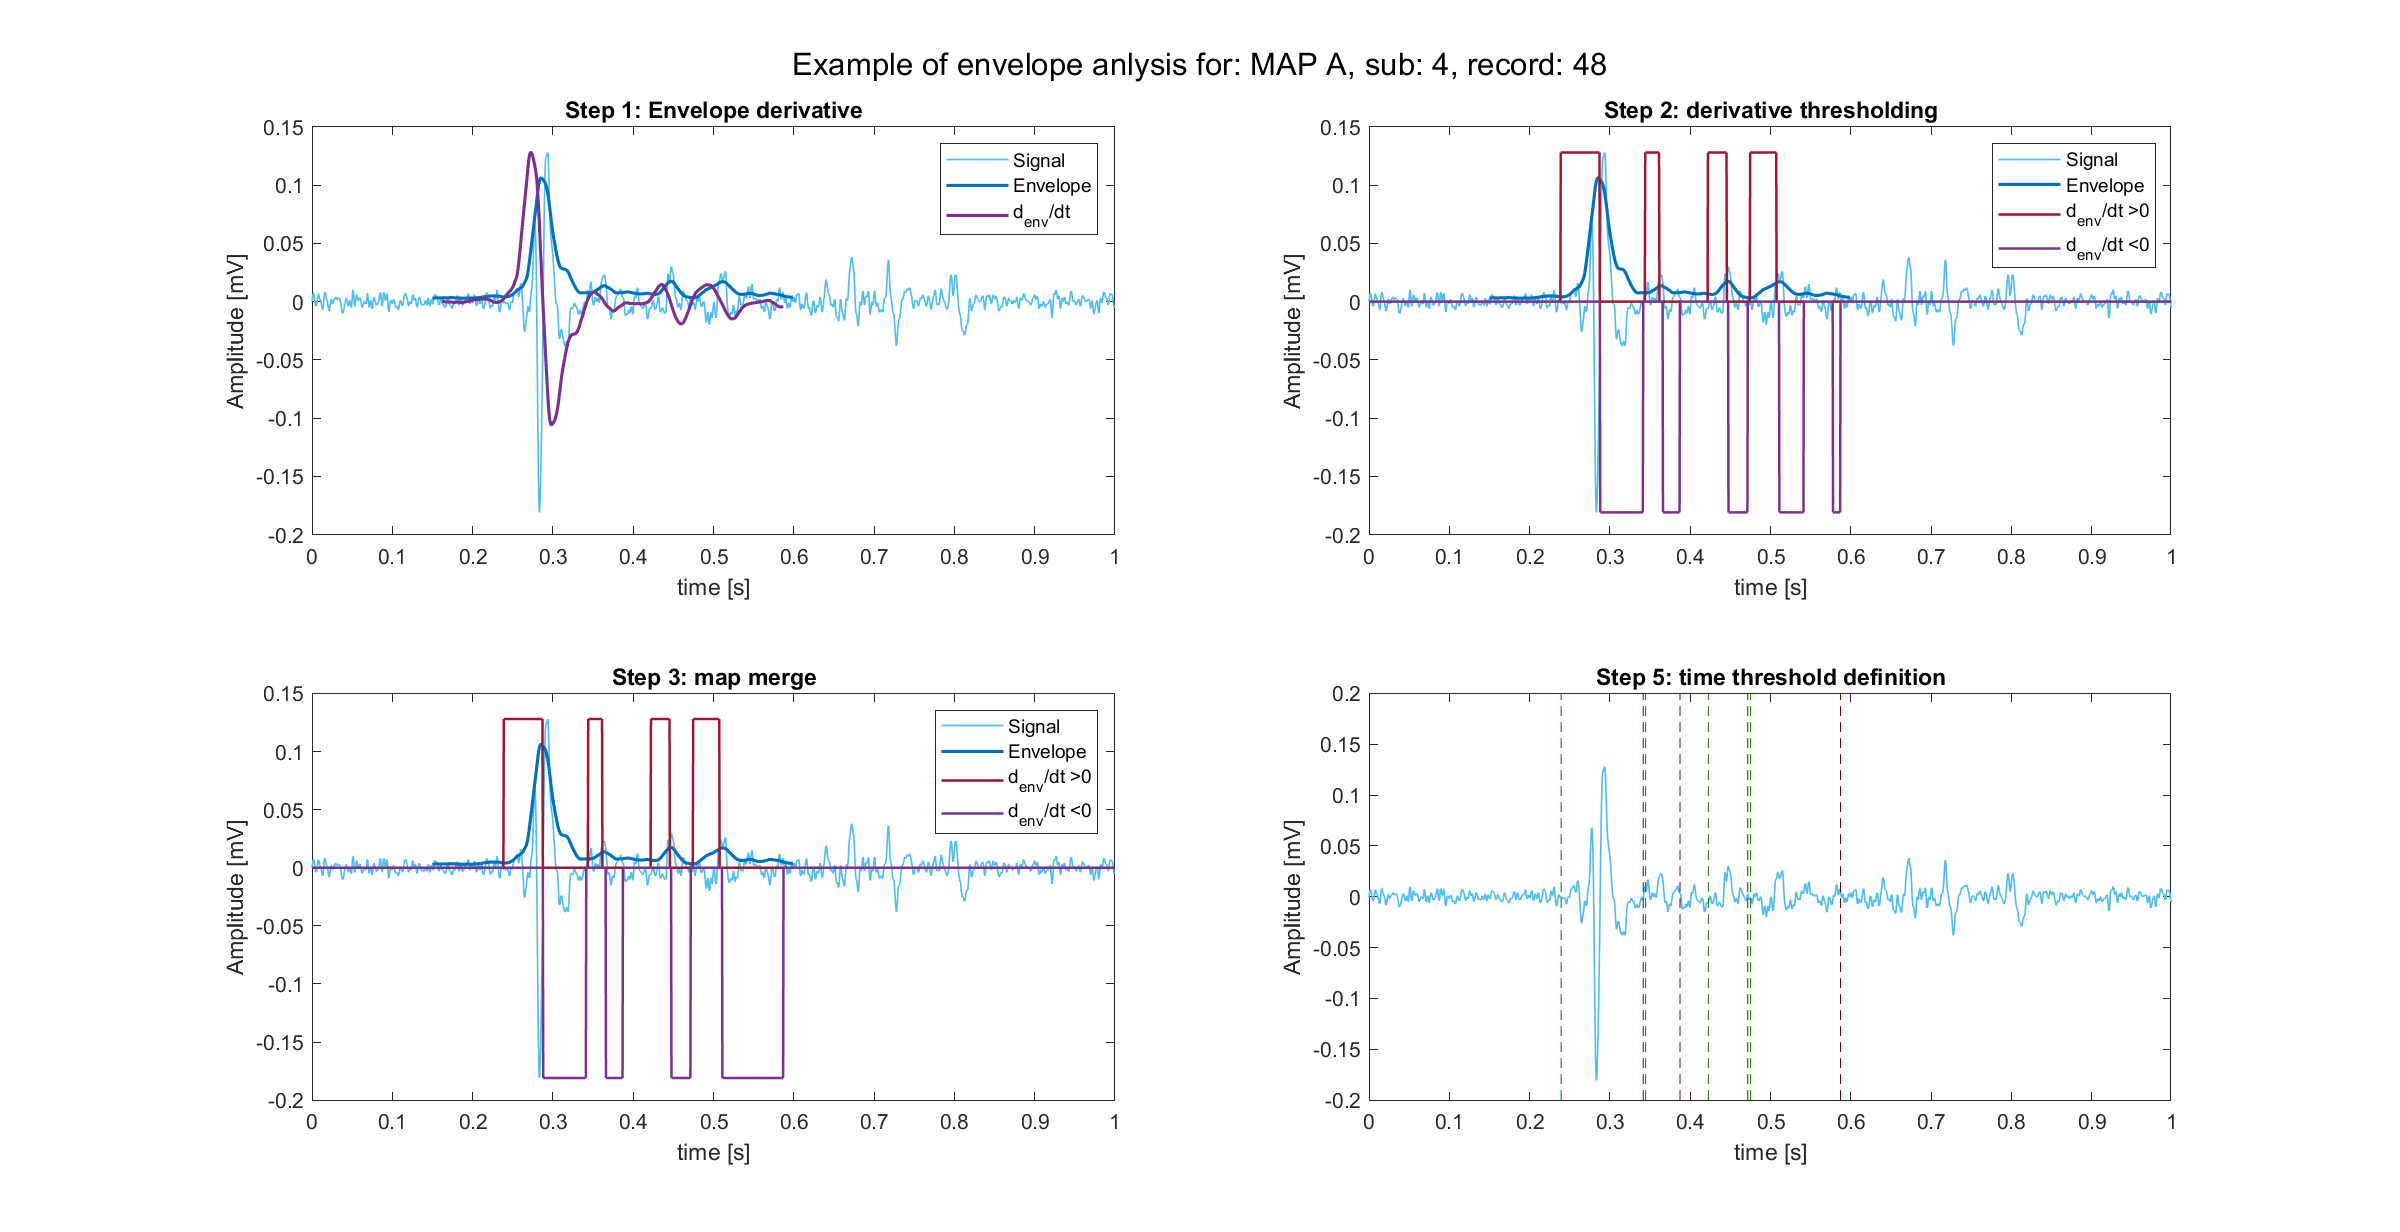 Example of envelope anlysis for: MAP A, sub: 4, record: 48
Step 1: Envelope derivative
0.15
0.1
0.05
0
-0.05
-0.1
-0.15
-0.2
Amplitude [mV]
Signal
Envelope
d_env/dt
0 0.1 0.2 0.3 0.4 0.5 0.6 0.7 0.8 0.9 1
time [s]
Step 2: derivative thresholding
0.15
0.1
0.05
0
-0.05
-0.1
-0.15
-0.2
Amplitude [mV]
Signal
Envelope
d_env/dt >0
d_env/dt <0
0 0.1 0.2 0.3 0.4 0.5 0.6 0.7 0.8 0.9 1
time [s]
Step 3: map merge
0.15
0.1
0.05
0
-0.05
-0.1
-0.15
-0.2
Amplitude [mV]
Signal
Envelope
d_env/dt >0
d_env/dt <0
0 0.1 0.2 0.3 0.4 0.5 0.6 0.7 0.8 0.9 1
time [s]
Step 5: time threshold definition
0.2
0.15
0.1
0.05
0
-0.05
-0.1
-0.15
-0.2
Amplitude [mV]
0 0.1 0.2 0.3 0.4 0.5 0.6 0.7 0.8 0.9 1
time [s]